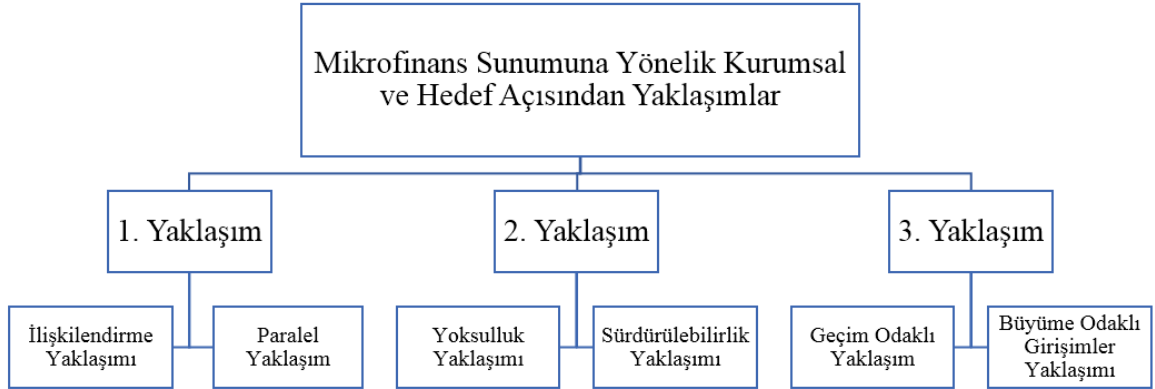 Mikrofinans Sunumuna Yönelik Kurumsal
ve Hedef Açısından Yaklaşımlar
1. Yaklaşım
2. Yaklaşım
3. Yaklaşım
İlişkilendirme
Yaklaşımı
Paralel
Yaklaşım
Yoksulluk
Yaklaşımı
Sürdürülebilirlik
Yaklaşımı
Geçim Odaklı
Yaklaşım
Büyüme Odaklı
Girişimler
Yaklaşımı